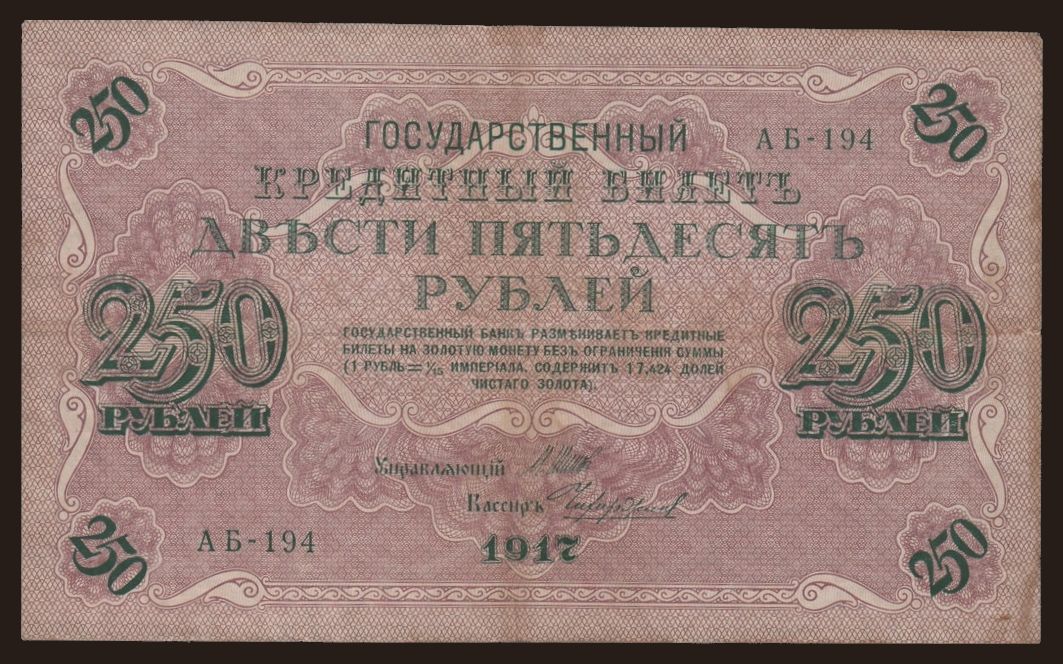 250 250
ГОСУДАРСТВЕННЫЙ АБ-194
КРЕДИТНЫЙ БИЛЕТЪ
ДВѢСТИ ПЯТЬДЕСЯТЪ
РУБЛЕЙ
250 250
РУБЛЕЙ РУБЛЕЙ
ГОСУДАРСТВЕННЫЙ БАНКЪ РАЗМѢНИВАЕТЪ КРЕДИТНЫЕ
БИЛЕТЫ НА ЗОЛОТУЮ МОНЕТУ БЕЗЪ ОГРАНИЧЕНІЯ СУММЫ
(1 РУБЛЬ = 1/15 ИМПЕРІАЛА, СОДЕРЖИТЪ 17,424 ДОЛЕЙ
ЧИСТАГО ЗОЛОТА).
Управляющій
Кассиръ
АБ-194 1917
250 250